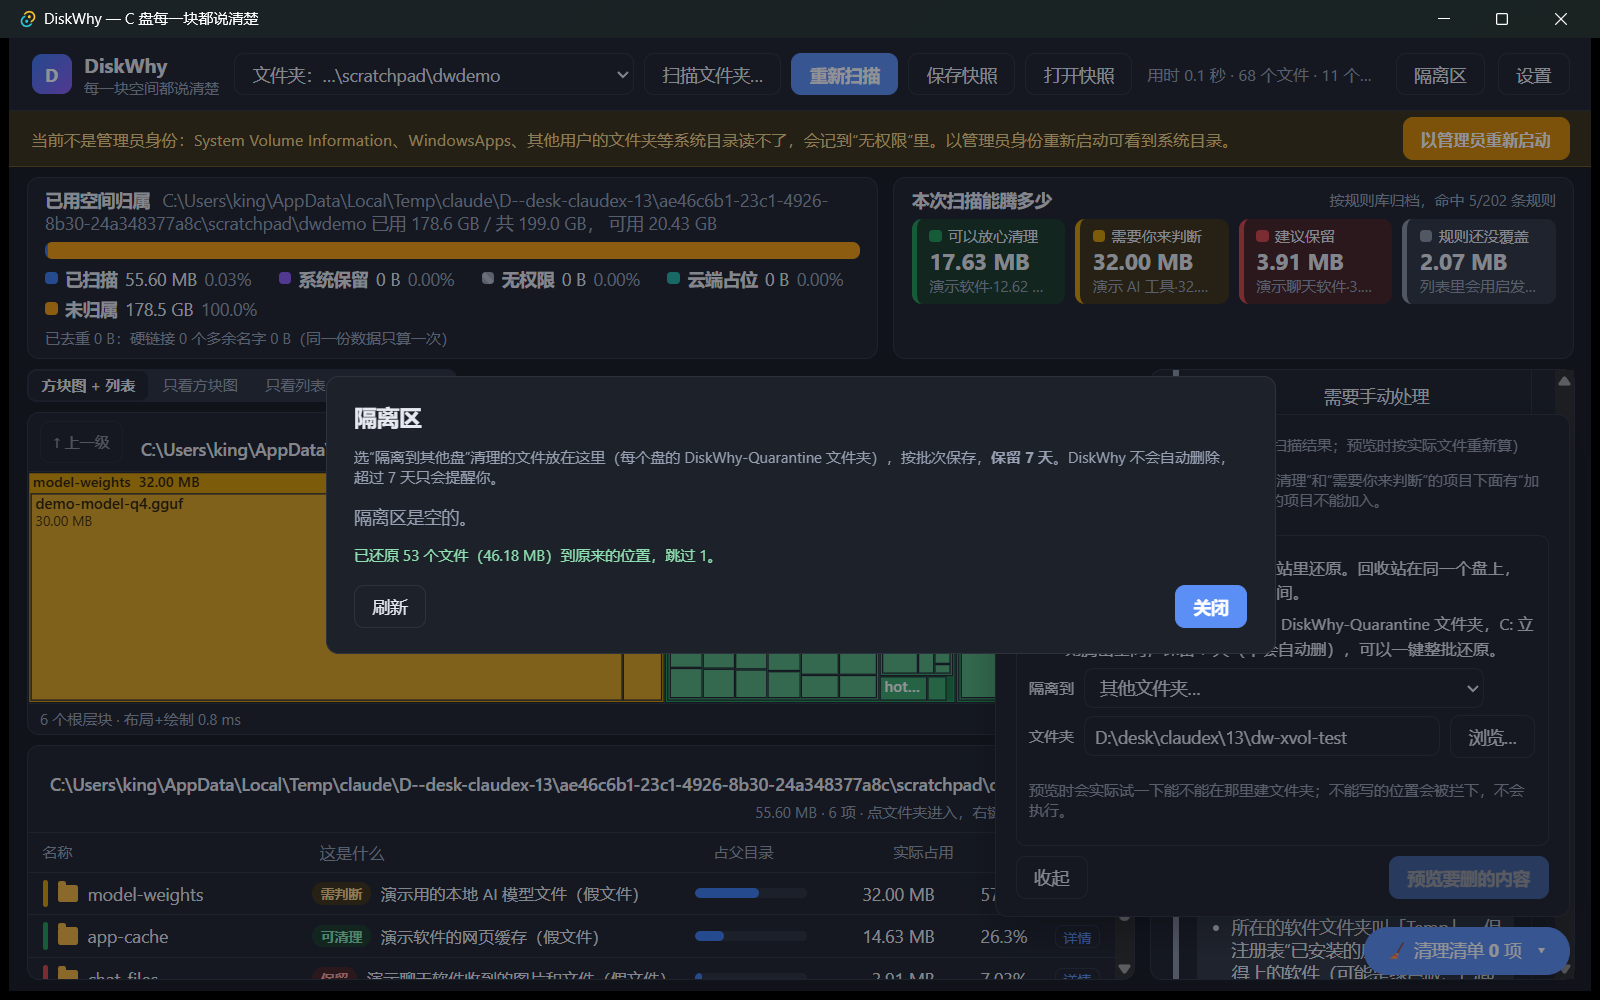 DiskWhy — C 盘每一块都说清楚
D
DiskWhy
每一块空间都说清楚
文件夹：...\scratchpad\dwdemo
扫描文件夹...
重新扫描
保存快照
打开快照
用时 0.1 秒 · 68 个文件 · 11 个...
隔离区
设置
当前不是管理员身份：System Volume Information、WindowsApps、其他用户的文件夹等系统目录读不了，会记到“无权限”里。以管理员身份重新启动可看到系统目录。
以管理员重新启动
已用空间归属 C:\Users\king\AppData\Local\Temp\claude\D--desk-claudex-13\ae46c6b1-23c1-4926-
8b30-24a348377a8c\scratchpad\dwdemo 已用 178.6 GB / 共 199.0 GB， 可用 20.43 GB
已扫描 55.60 MB 0.03%
系统保留 0 B 0.00%
无权限 0 B 0.00%
云端占位 0 B 0.00%
未归属 178.5 GB 100.0%
已去重 0 B：硬链接 0 个多余名字 0 B（同一份数据只算一次）
本次扫描能腾多少
按规则库归档，命中 5/202 条规则
可以放心清理
17.63 MB
演示软件·12.62 ...
需要你来判断
32.00 MB
演示 AI 工具·32....
建议保留
3.91 MB
演示聊天软件·3....
规则还没覆盖
2.07 MB
列表里会用启发...
方块图 + 列表
只看方块图
只看列表
需要手动处理
↑ 上一级
C:\Users\king\AppData\
model-weights 32.00 MB
demo-model-q4.gguf
30.00 MB
hot...
6 个根层块 · 布局+绘制 0.8 ms
隔离区
选“隔离到其他盘”清理的文件放在这里（每个盘的 DiskWhy-Quarantine 文件夹），按批次保存，保留 7 天。DiskWhy 不会自动删除，
超过 7 天只会提醒你。
隔离区是空的。
已还原 53 个文件（46.18 MB）到原来的位置，跳过 1。
刷新
关闭
扫描结果；预览时按实际文件重新算）
清理”和“需要你来判断”的项目下面有“加
的项目不能加入。
站里还原。回收站在同一个盘上，
间。
DiskWhy-Quarantine 文件夹，C: 立
可以一键整批还原。
隔离到
其他文件夹...
文件夹
D:\desk\claudex\13\dw-xvol-test
浏览...
预览时会实际试一下能不能在那里建文件夹；不能写的位置会被拦下，不会
执行。
收起
预览要删的内容
C:\Users\king\AppData\Local\Temp\claude\D--desk-claudex-13\ae46c6b1-23c1-4926-8b30-24a348377a8c\scratchpad\d
55.60 MB · 6 项 · 点文件夹进入，右键
名称
这是什么
占父目录
实际占用
model-weights
需判断
演示用的本地 AI 模型文件（假文件）
32.00 MB
57
app-cache
可清理
演示软件的网页缓存（假文件）
14.63 MB
26.3%
详情
chat-files
保留
演示聊天软件收到的图片和文件（假文件）
3.91 MB
7.03%
详情
注册表“已安装的
得上的软件
清理清单 0 项